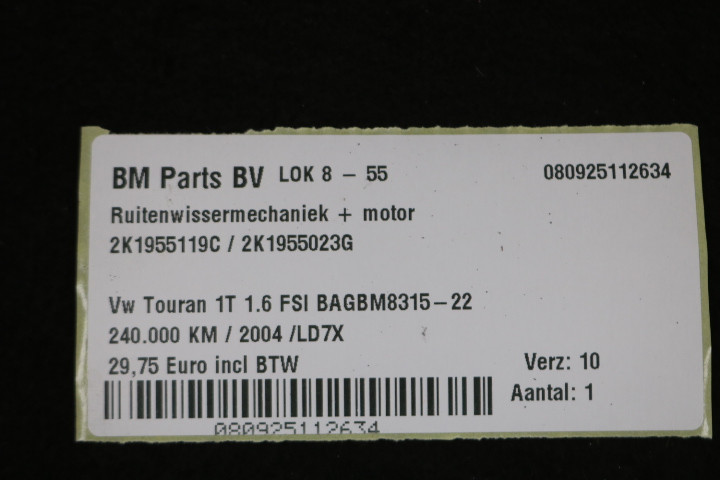 BM Parts BV LOK 8 - 55 080925112634
Ruitenwissermechaniek + motor
2K1955119C / 2K1955023G
Vw Touran 1T 1.6 FSI BAGBM8315-22
240.000 KM / 2004 /LD7X
29,75 Euro incl BTW Verz: 10
Aantal: 1
080925112634